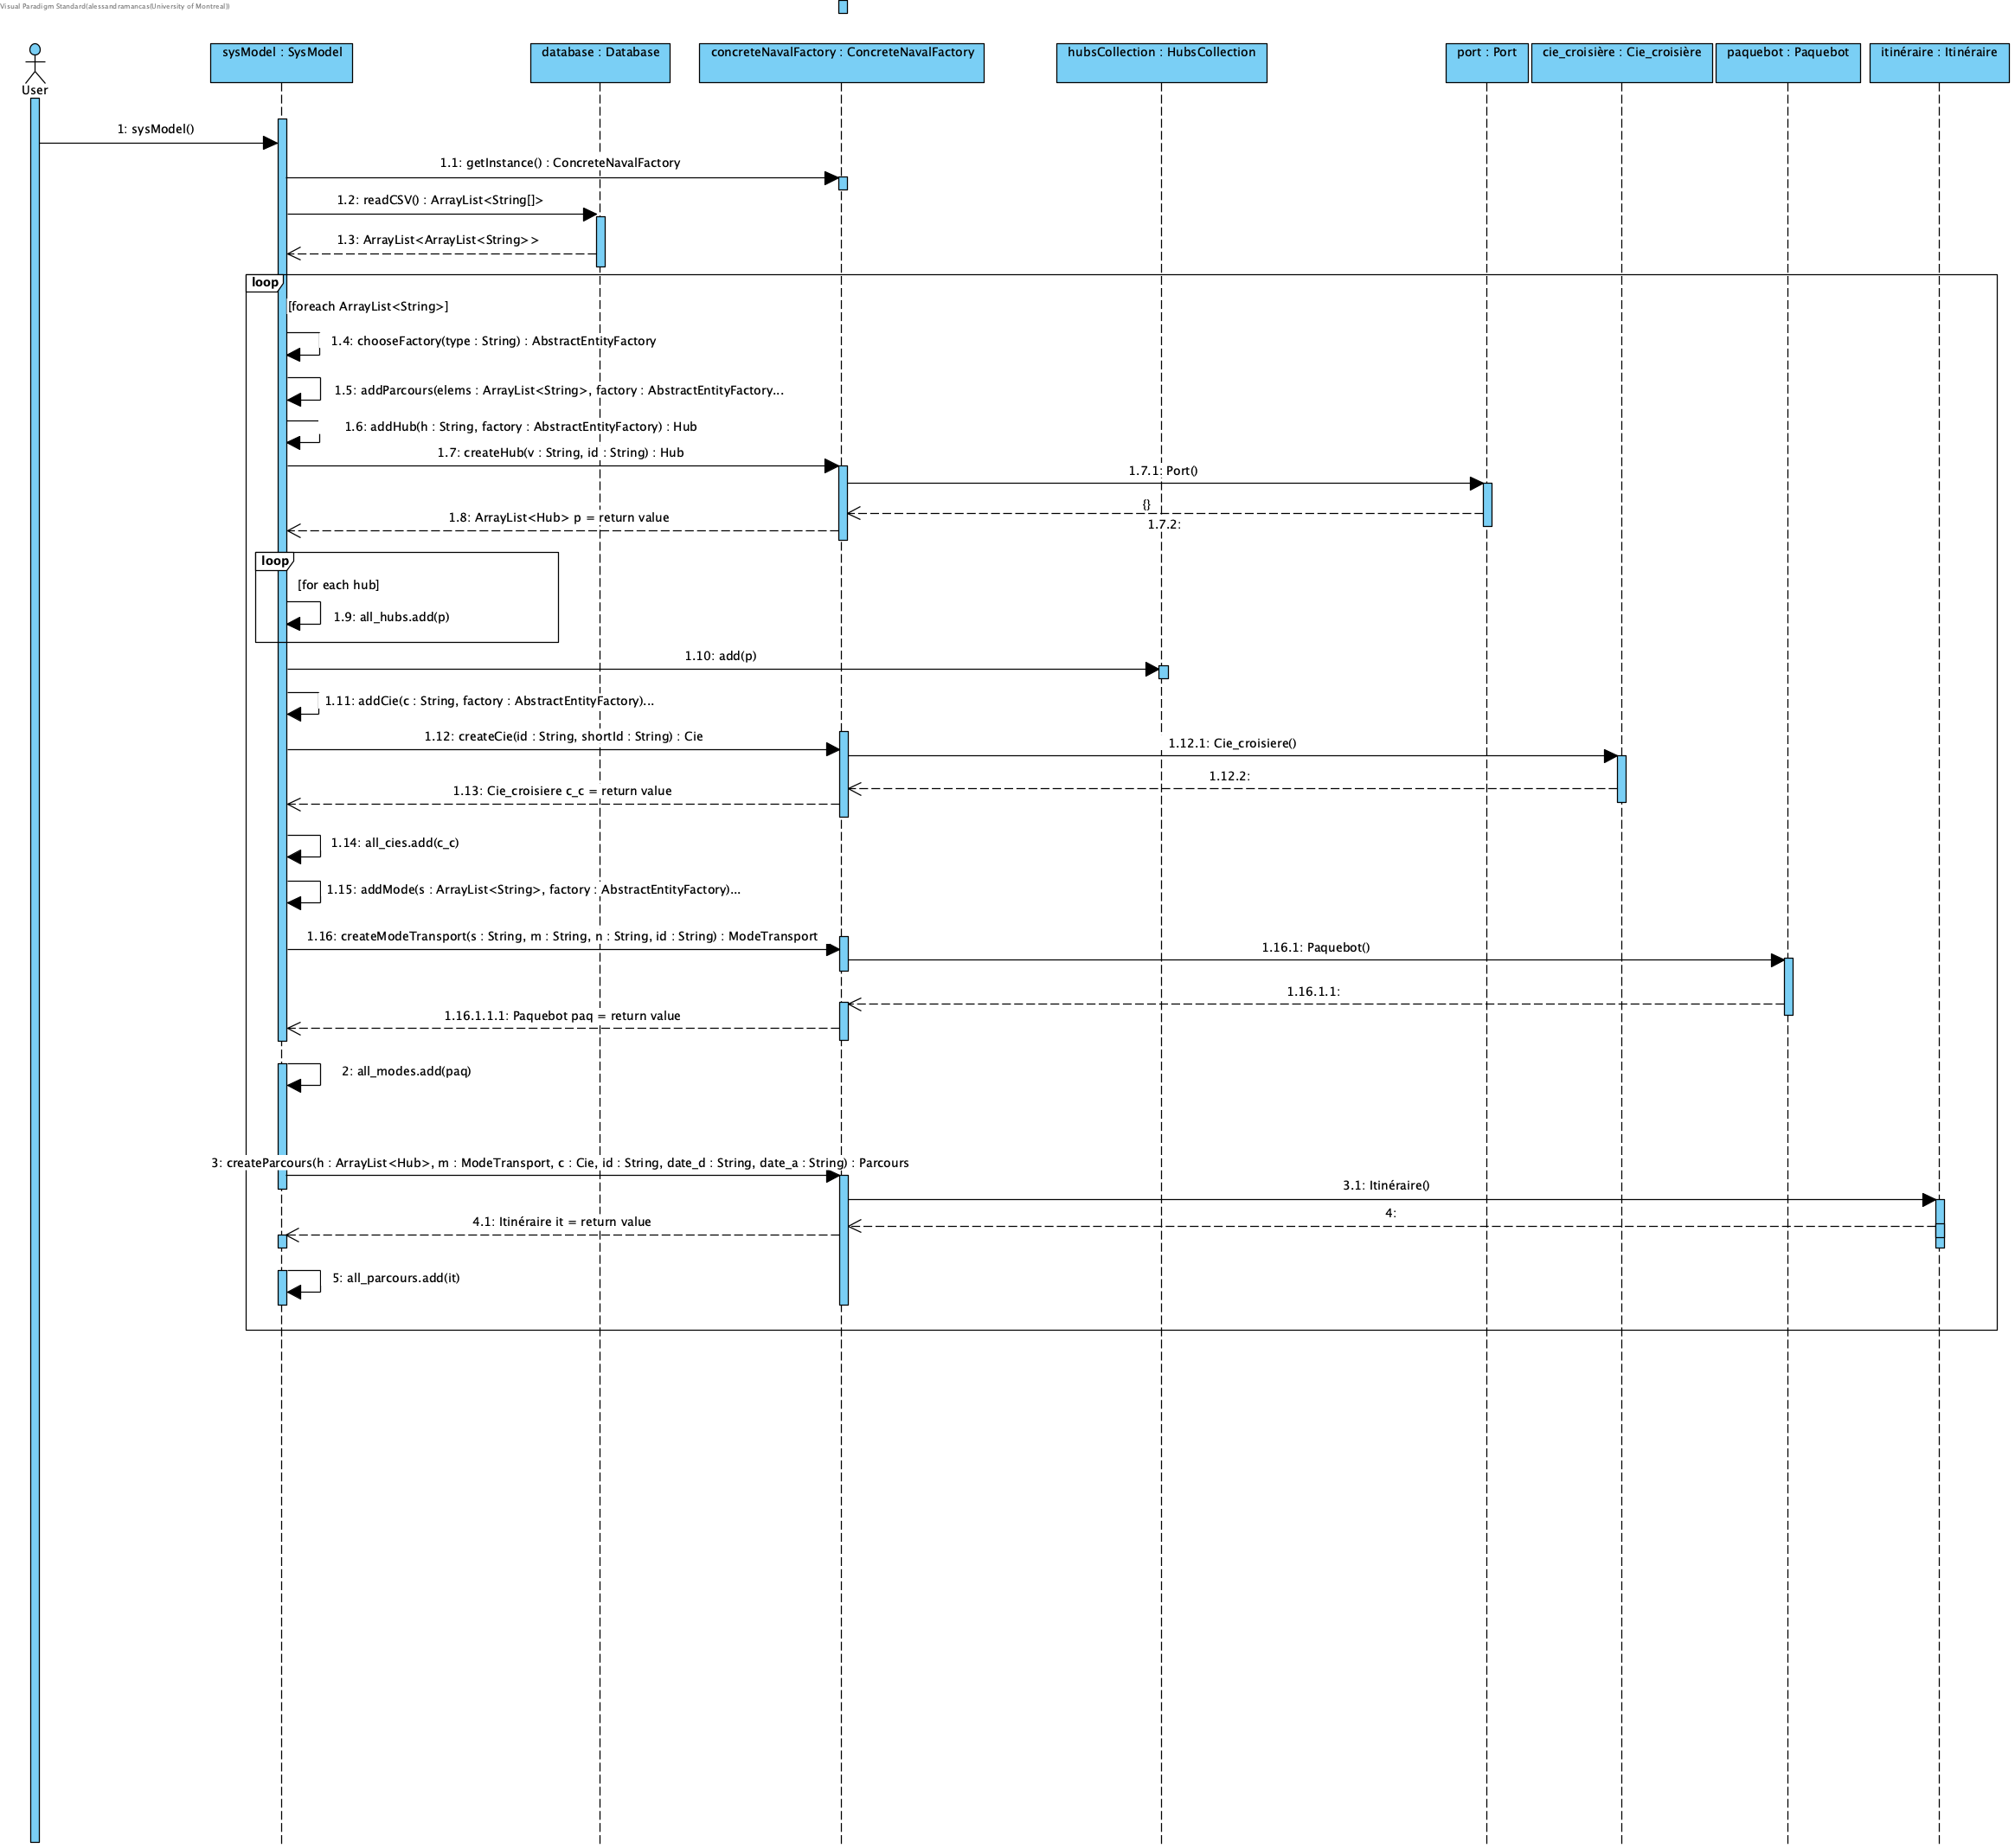 Visual Paradigm Standard(alessandramancas(University of Montreal))
sysModel : SysModel
database : Database
concreteNavalFactory : ConcreteNavalFactory
hubsCollection : HubsCollection
port : Port
cie_croisière : Cie_croisière
paquebot : Paquebot
itinéraire : Itinéraire
User
1: sysModel()
1.1: getInstance() : ConcreteNavalFactory
1.2: readCSV() : ArrayList<String[]>
1.3: ArrayList<ArrayList<String>>
loop
[foreach ArrayList<String>]
1.4: chooseFactory(type : String) : AbstractEntityFactory
1.5: addParcours(elems : ArrayList<String>, factory : AbstractEntityFactory...
1.6: addHub(h : String, factory : AbstractEntityFactory) : Hub
1.7: createHub(v : String, id : String) : Hub
1.7.1: Port()
{}
1.8: ArrayList<Hub> p = return value
1.7.2:
loop
[for each hub]
1.9: all_hubs.add(p)
1.10: add(p)
1.11: addCie(c : String, factory : AbstractEntityFactory)...
1.12: createCie(id : String, shortId : String) : Cie
1.12.1: Cie_croisiere()
1.12.2:
1.13: Cie_croisiere c_c = return value
1.14: all_cies.add(c_c)
1.15: addMode(s : ArrayList<String>, factory : AbstractEntityFactory)...
1.16: createModeTransport(s : String, m : String, n : String, id : String) : ModeTransport
1.16.1: Paquebot()
1.16.1.1:
1.16.1.1.1: Paquebot paq = return value
2: all_modes.add(paq)
3: createParcours(h : ArrayList<Hub>, m : ModeTransport, c : Cie, id : String, date_d : String, date_a : String) : Parcours
3.1: Itinéraire()
4:
4.1: Itinéraire it = return value
5: all_parcours.add(it)